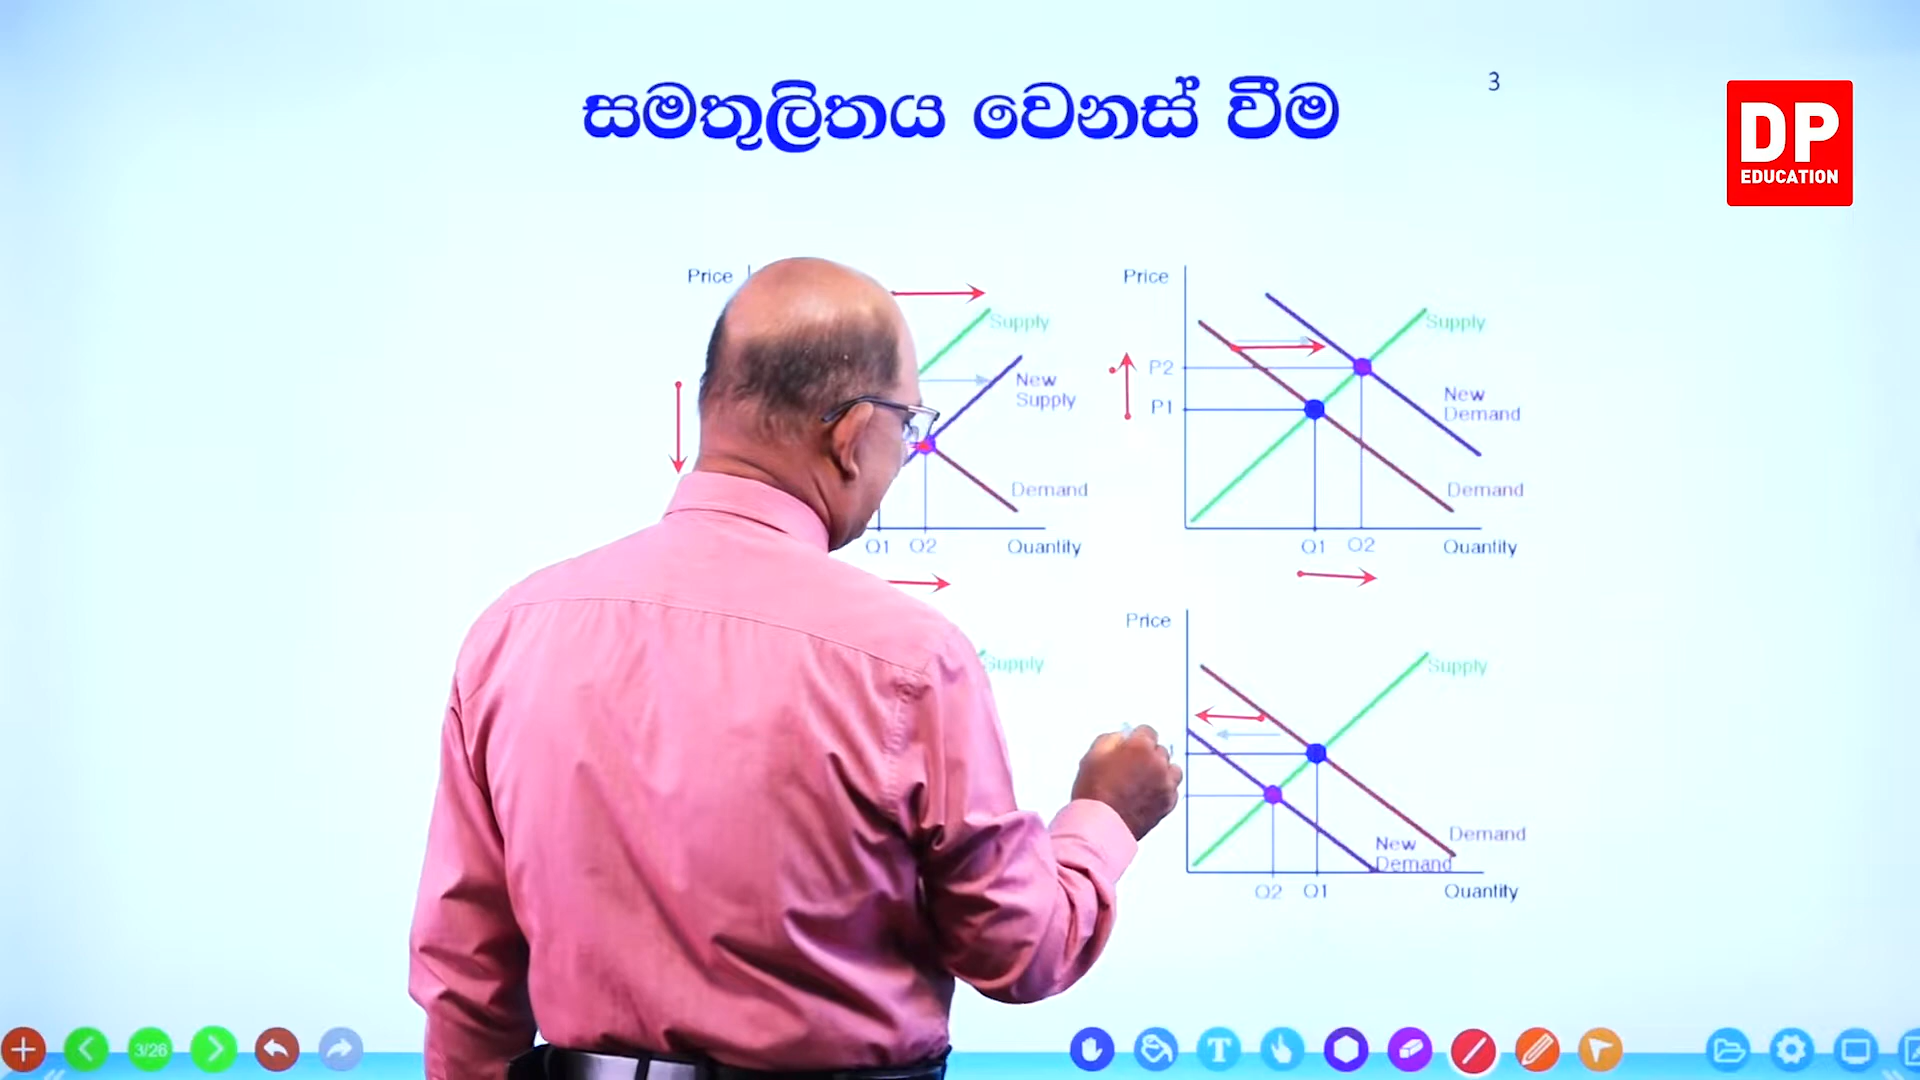 සමතුලිතය වෙනස් වීම
3
DP
EDUCATION
Price
Supply
New
Supply
Demand
Q1 Q2
Quantity
Price
Supply
P2
P1
New
Demand
Demand
Q1 Q2
Quantity
Supply
Price
Supply
Demand
New
Demand
Q2 Q1
Quantity
3/26
T